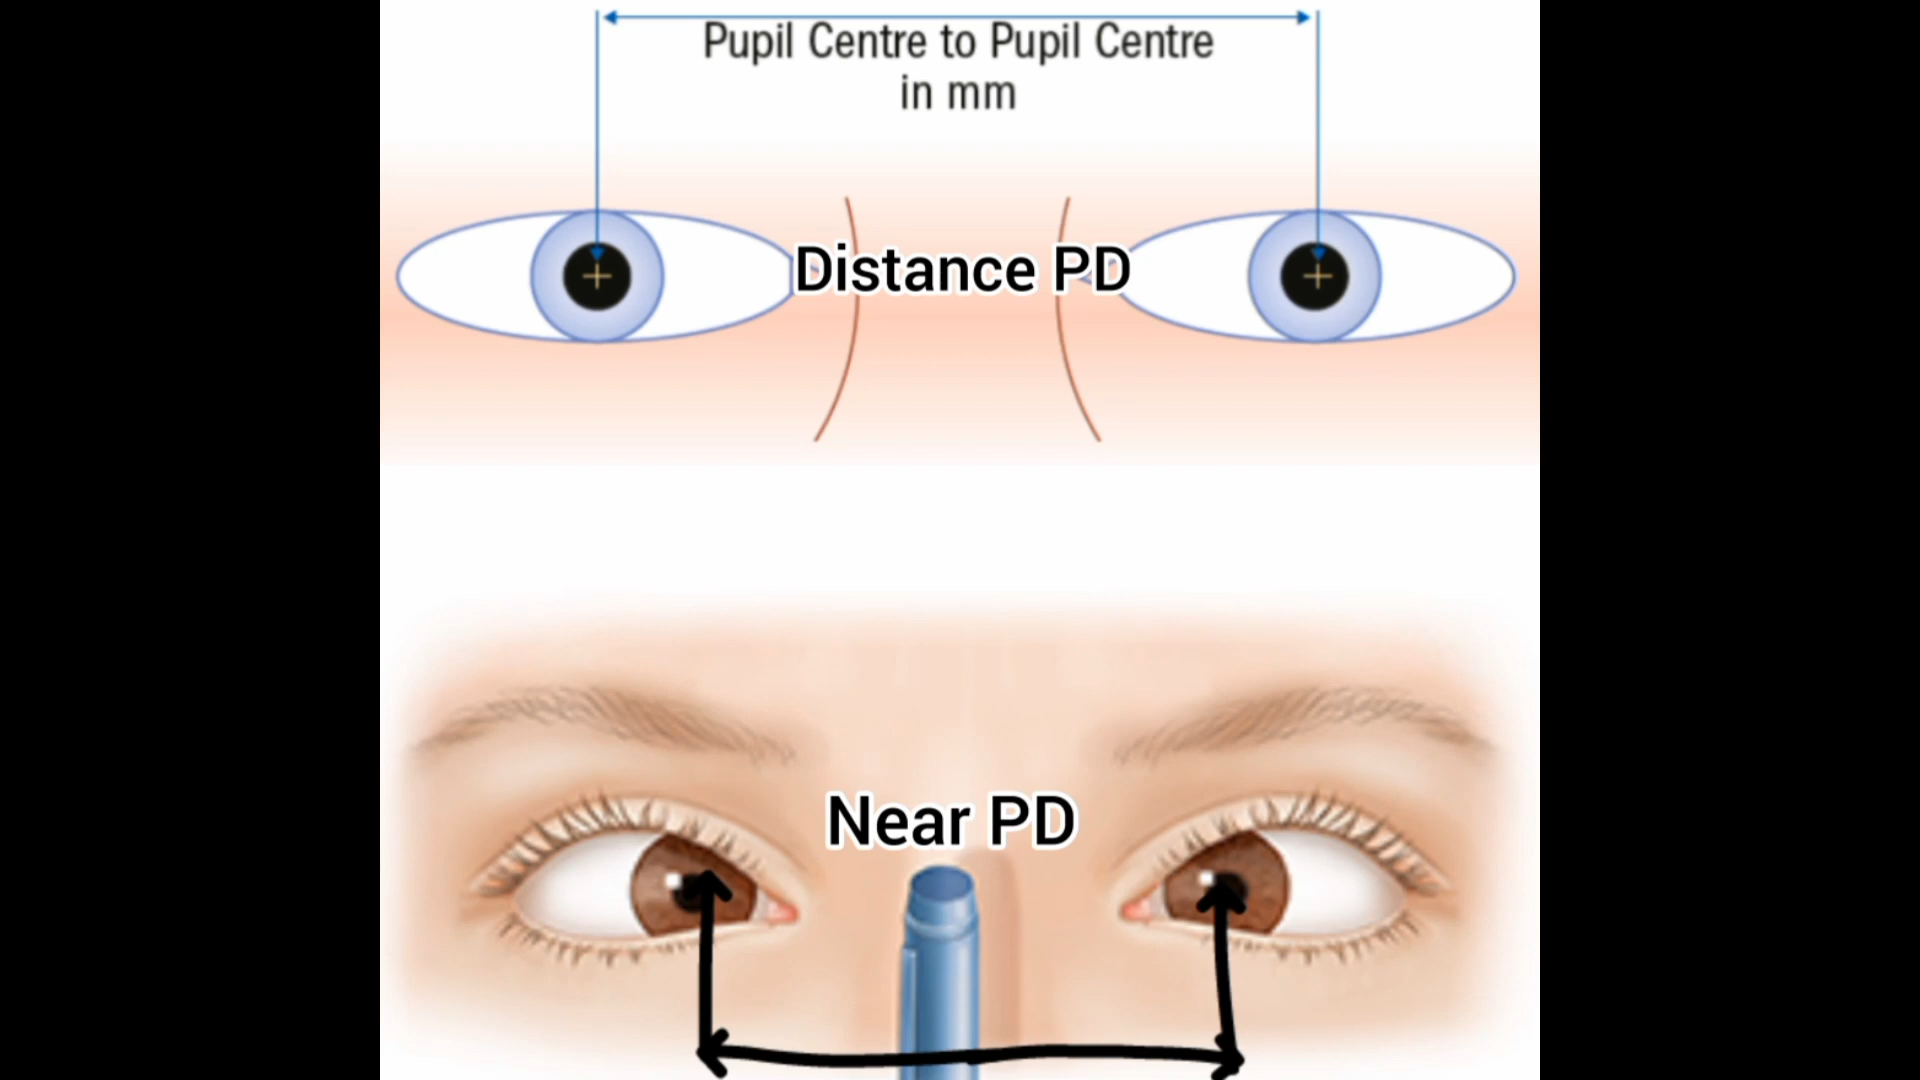 Pupil Centre to Pupil Centre
in mm
Distance PD
Near PD